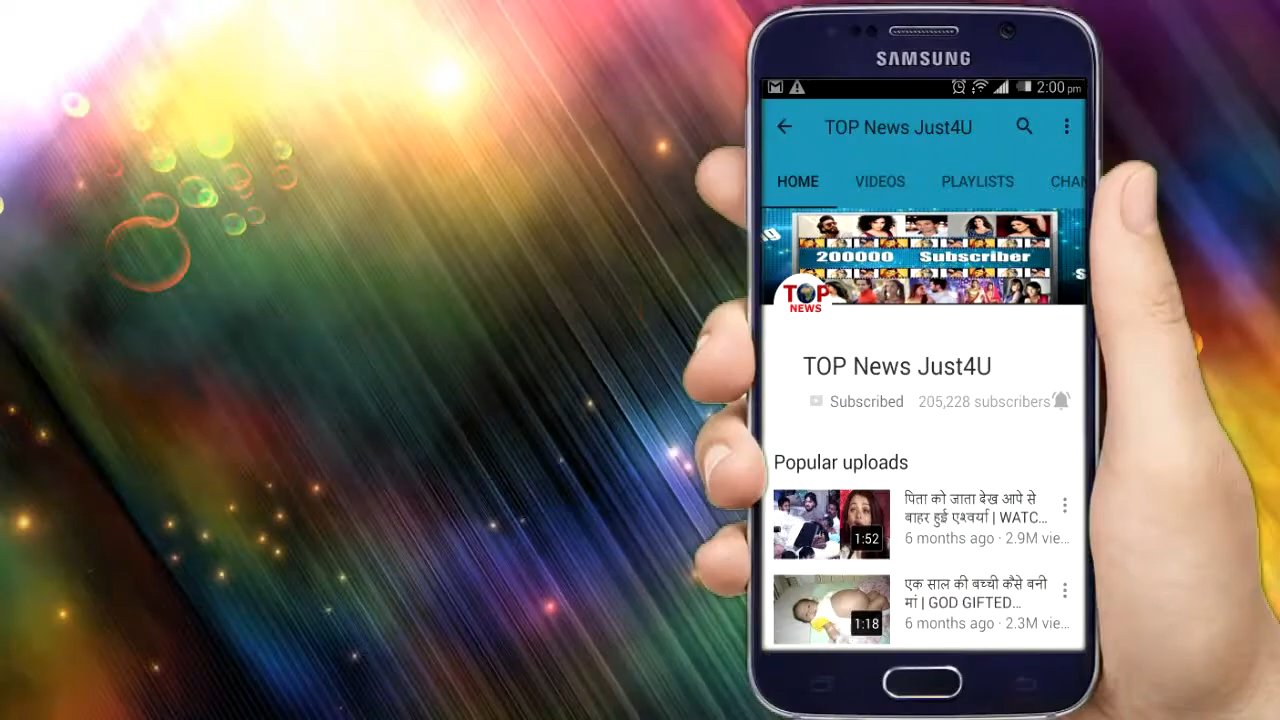 SAMSUNG
2:00 pm
TOP News Just4U
HOME VIDEOS PLAYLISTS CHAN
200000 Subscriber
TOP
NEWS
TOP News Just4U
Subscribed 205,228 subscribers
Popular uploads
पिता को जाता देख आपे से
बाहर हुई एश्वर्या | WATC...
1:52
6 months ago · 2.9M vie...
एक साल की बच्ची कैसे बनी
मां | GOD GIFTED...
1:18
6 months ago · 2.3M vie...